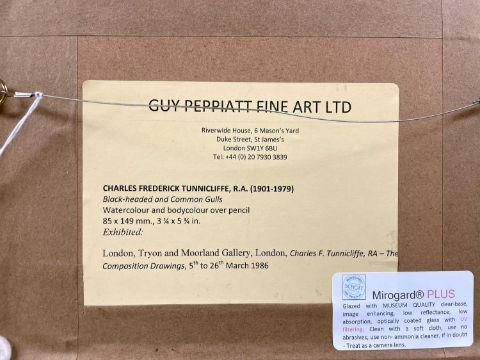 GUY PEPPIATT FINE ART LTD
Riverwide House, 6 Mason's Yard
Duke Street, St James's
London SW1Y 6BU
Tel: +44 (0) 20 7930 3839
CHARLES FREDERICK TUNNICLIFFE, R.A. (1901-1979)
Black-headed and Common Gulls
Watercolour and bodycolour over pencil
85 x 149 mm., 3 ¼ x 5 ¾ in.
Exhibited:
London, Tryon and Moorland Gallery, London, Charles F. Tunnicliffe, RA – The
Composition Drawings, 5th to 26th March 1986
Mirogard® PLUS
Glazed with MUSEUM QUALITY clear-base,
image enhancing, low reflectance, low
absorption, optically coated glass with UV
filtering. Clean with a soft cloth, use no
abrasives, use non- ammonia cleaner, if in doubt
- Treat as a camera lens.